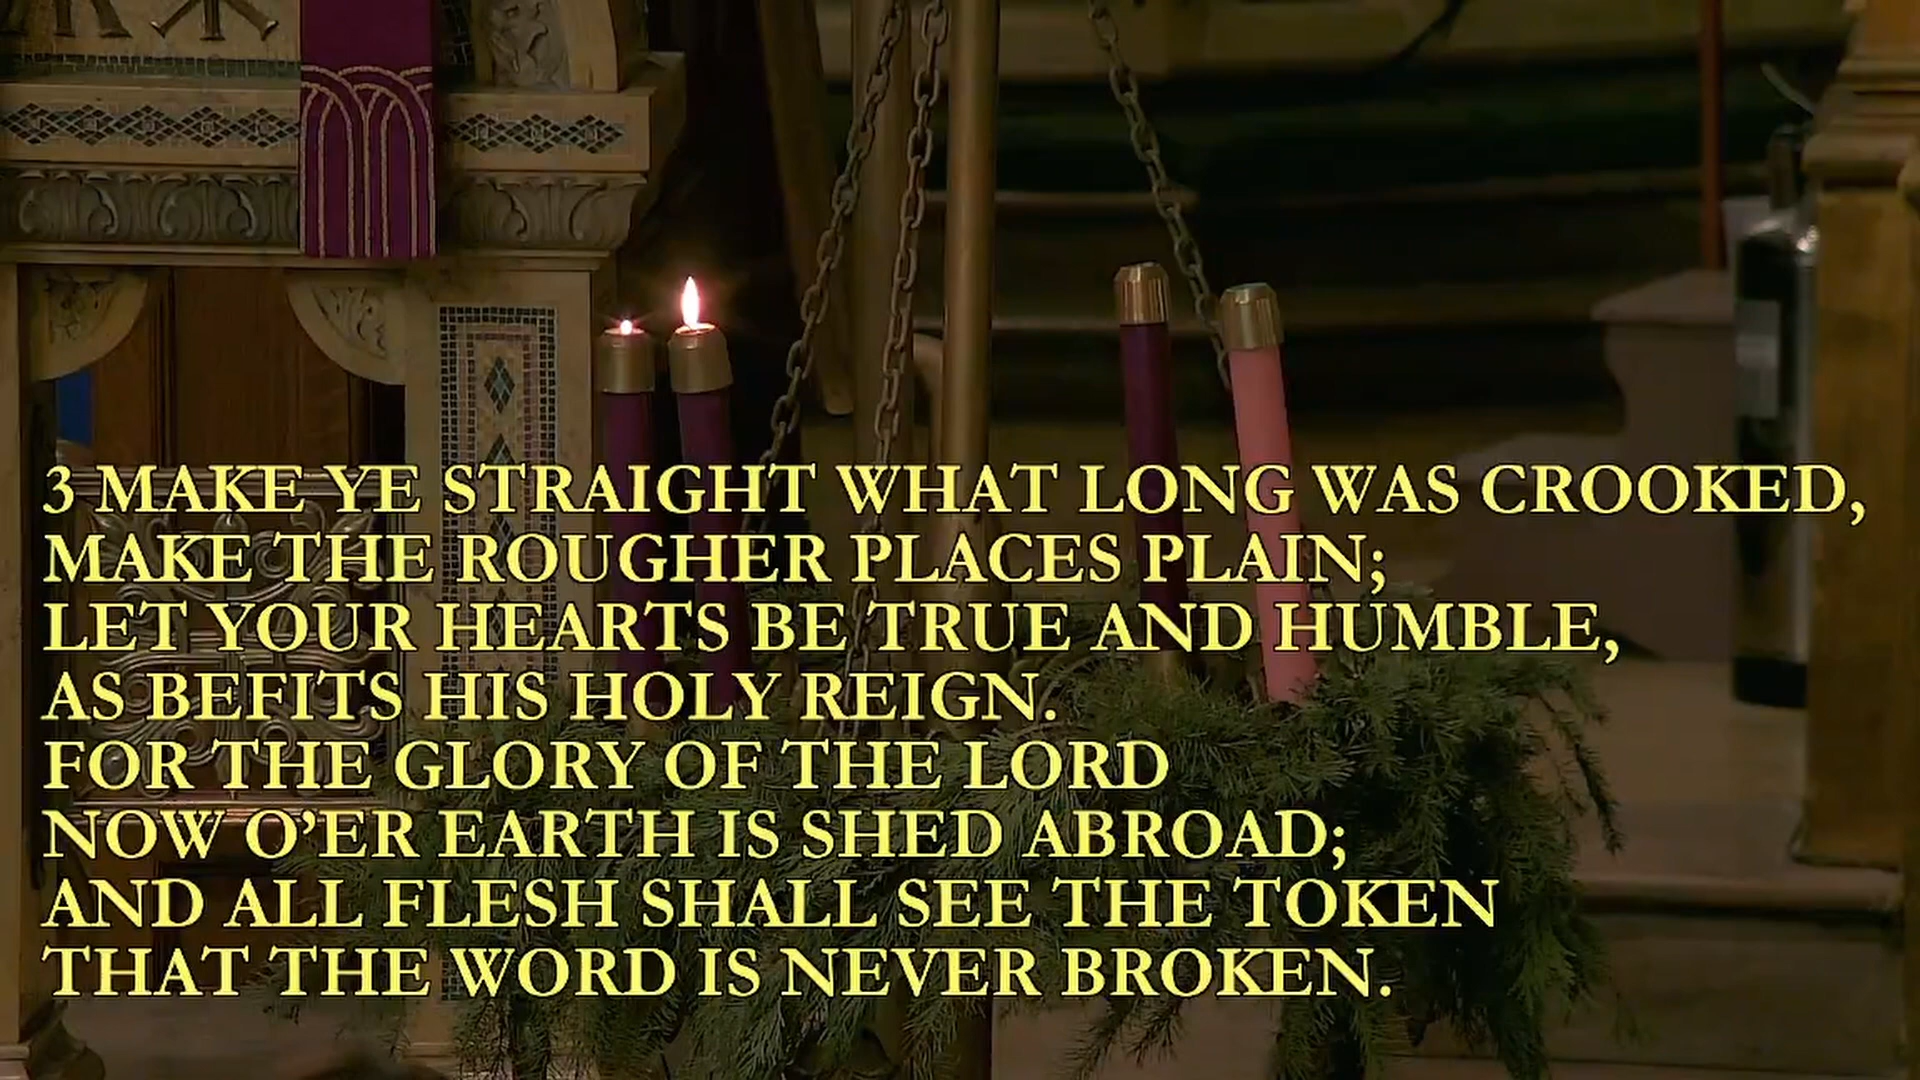 3 MAKE YE STRAIGHT WHAT LONG WAS CROOKED,
MAKE THE ROUGHER PLACES PLAIN;
LET YOUR HEARTS BE TRUE AND HUMBLE,
AS BEFITS HIS HOLY REIGN.
FOR THE GLORY OF THE LORD
NOW O’ER EARTH IS SHED ABROAD;
AND ALL FLESH SHALL SEE THE TOKEN
THAT THE WORD IS NEVER BROKEN.